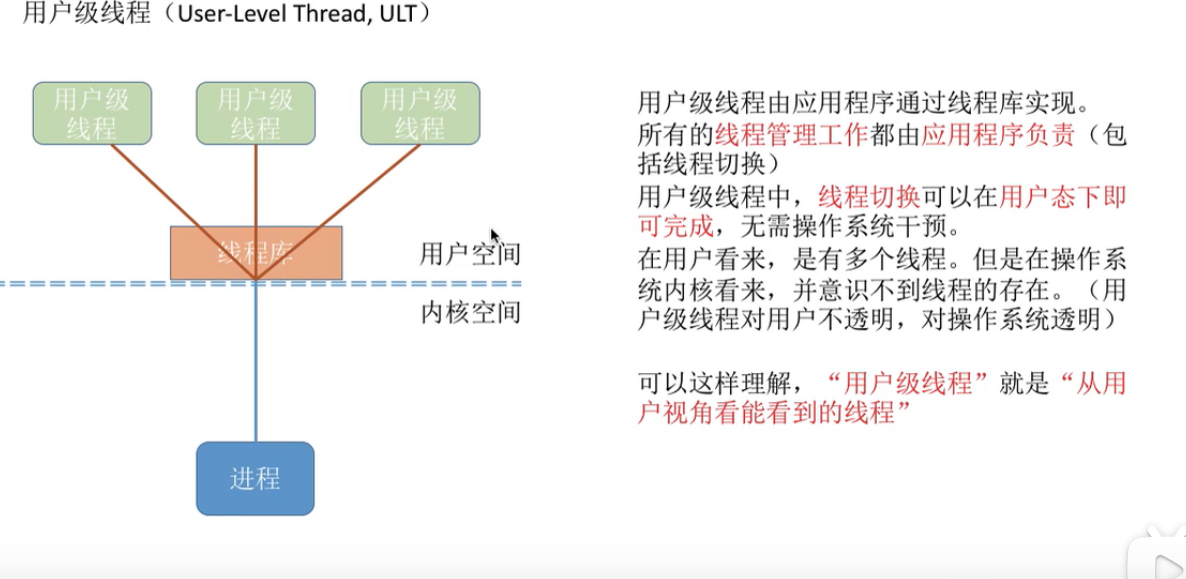 用户级线程（User-Level Thread, ULT）
用户级
线程
用户级
线程
用户级
线程
线程库
用户空间
内核空间
进程
用户级线程由应用程序通过线程库实现。
所有的线程管理工作都由应用程序负责（包
括线程切换）
用户级线程中，线程切换可以在用户态下即
可完成，无需操作系统干预。
在用户看来，是有多个线程。但是在操作系
统内核看来，并意识不到线程的存在。（用
户级线程对用户不透明，对操作系统透明）
可以这样理解，“用户级线程”就是“从用
户视角看能看到的线程”